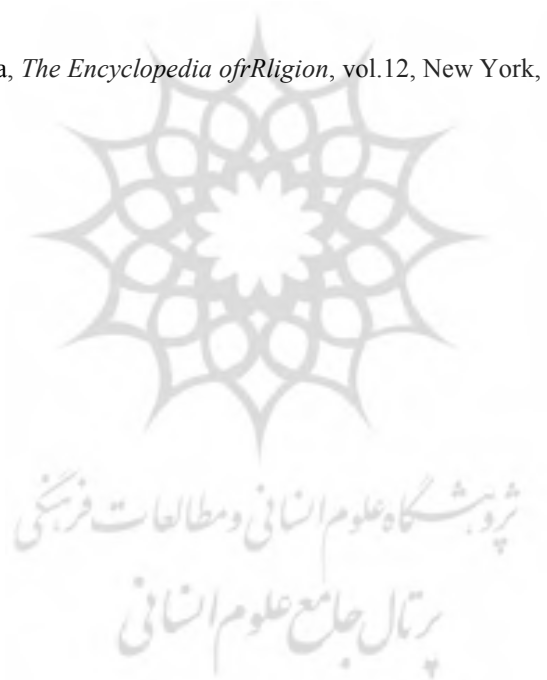 a, The Encyclopedia ofrRligion, vol.12, New York,
پژوهشگاه علوم انسانی و مطالعات فرهنگی
پرتال جامع علوم انسانی